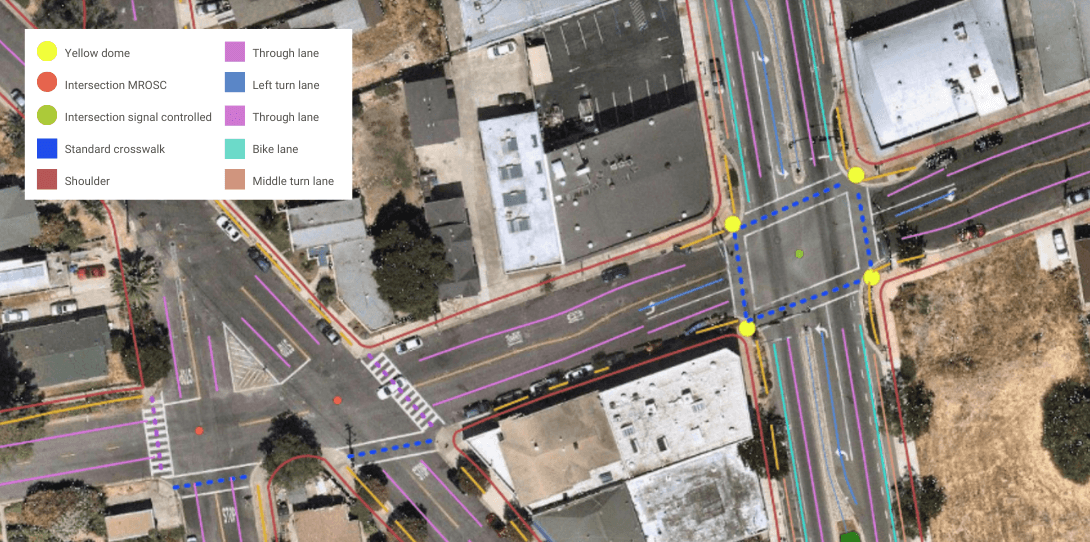 Yellow dome
Intersection MROSC
Intersection signal controlled
Standard crosswalk
Shoulder
Through lane
Left turn lane
Through lane
Bike lane
Middle turn lane
STOP